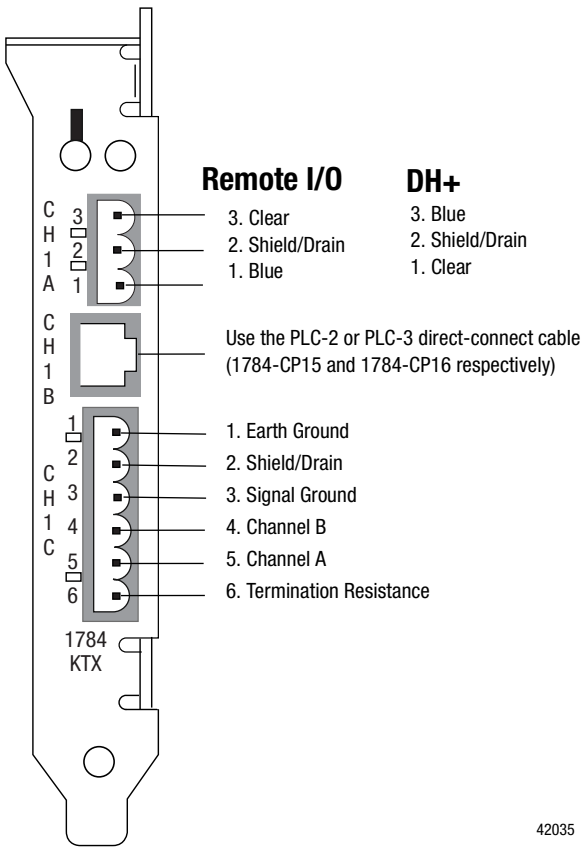 Remote I/O
DH+
3. Clear
2. Shield/Drain
1. Blue
3. Blue
2. Shield/Drain
1. Clear
C
H
1
A
3
2
1
C
H
1
B
Use the PLC-2 or PLC-3 direct-connect cable
(1784-CP15 and 1784-CP16 respectively)
C
H
1
C
1
2
3
4
5
6
1. Earth Ground
2. Shield/Drain
3. Signal Ground
4. Channel B
5. Channel A
6. Termination Resistance
1784
KTX
42035